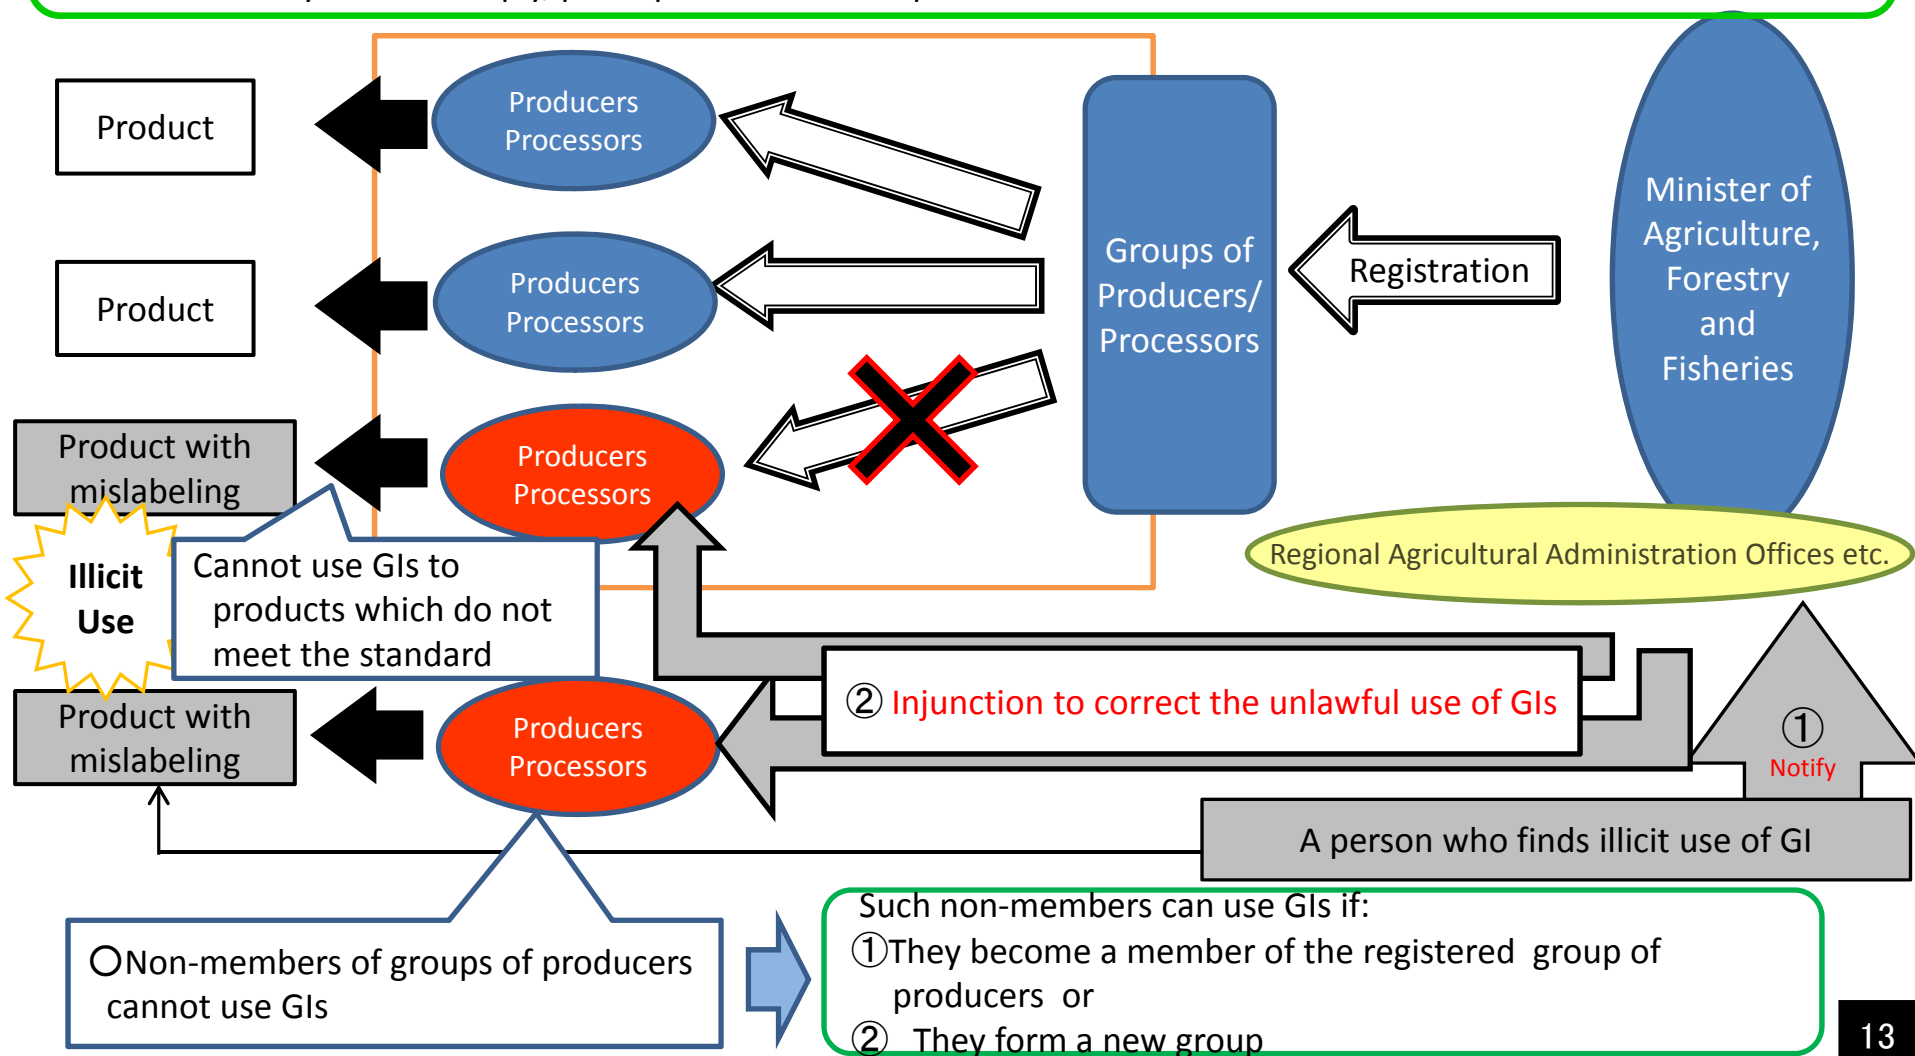 Product
Producers
Processors
Product
Producers
Processors
Product with
mislabeling
Producers
Processors
Groups of
Producers/
Processors
Registration
Minister of
Agriculture,
Forestry
and
Fisheries
Regional Agricultural Administration Offices etc.
Illicit
Use
Cannot use GIs to
products which do not
meet the standard
Product with
mislabeling
Producers
Processors
② Injunction to correct the unlawful use of GIs
①
Notify
A person who finds illicit use of GI
○Non-members of groups of producers
cannot use GIs
Such non-members can use GIs if:
①They become a member of the registered group of
producers or
② They form a new group
13